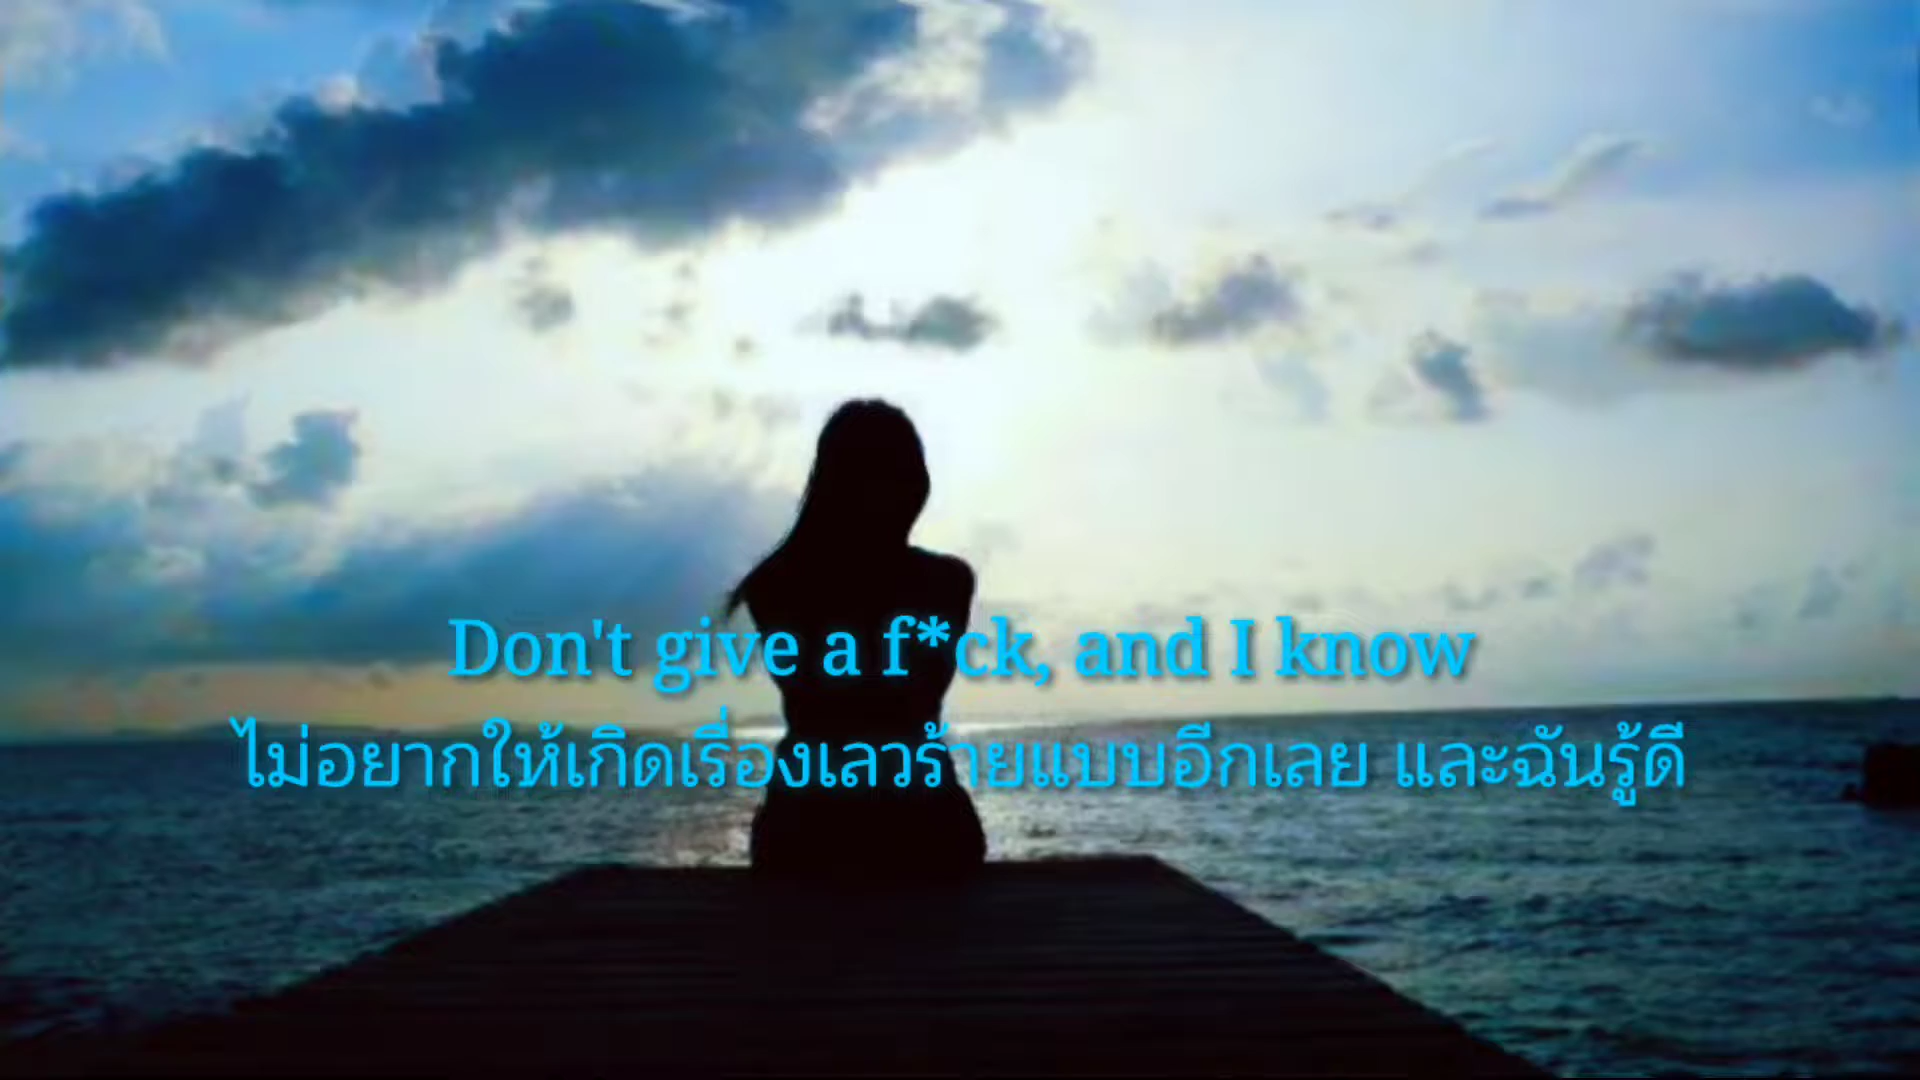 Don't give a f*ck, and I know
ไม่อยากให้เกิดเรื่องเลวร้ายแบบอีกเลย และฉันรู้ดี